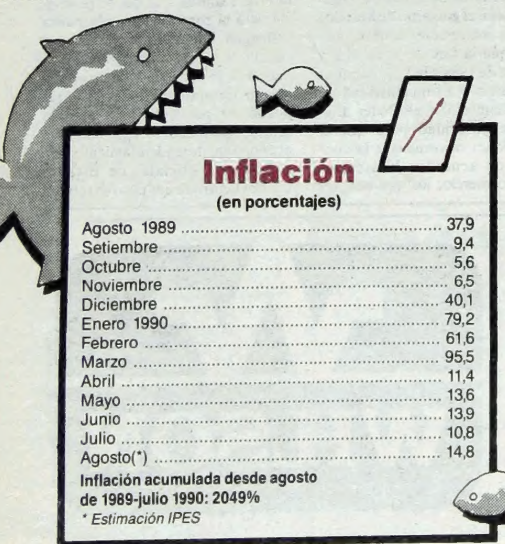 Inflación
(en porcentajes)
Agosto 1989 ........ 37,9
Setiembre ........ 9,4
Octubre ........ 5,6
Noviembre ........ 6,5
Diciembre ........ 40,1
Enero 1990 ........ 79,2
Febrero ........ 61,6
Marzo ........ 95,5
Abril ........ 11,4
Mayo ........ 13,6
Junio ........ 13,9
Julio ........ 10,8
Agosto(*) ........ 14,8
Inflación acumulada desde agosto
de 1989-julio 1990: 2049%
* Estimación IPES